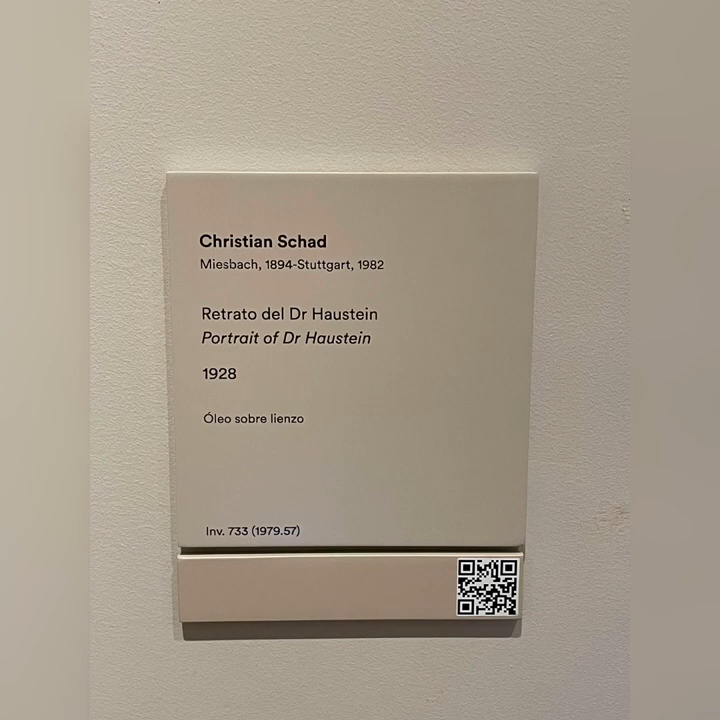 Christian Schad
Miesbach, 1894-Stuttgart, 1982
Retrato del Dr Haustein
Portrait of Dr Haustein
1928
Óleo sobre lienzo
Inv. 733 (1979.57)